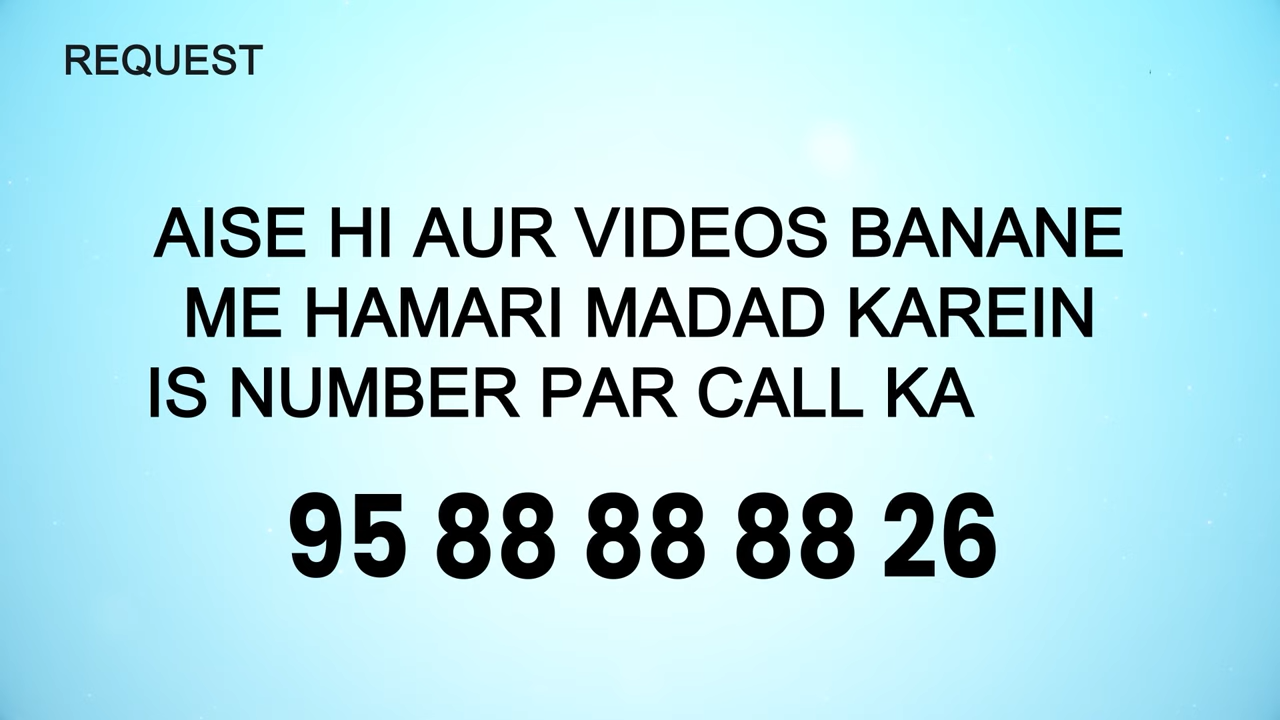 REQUEST
AISE HI AUR VIDEOS BANANE
ME HAMARI MADAD KAREIN
IS NUMBER PAR CALL KA
95 88 88 88 26